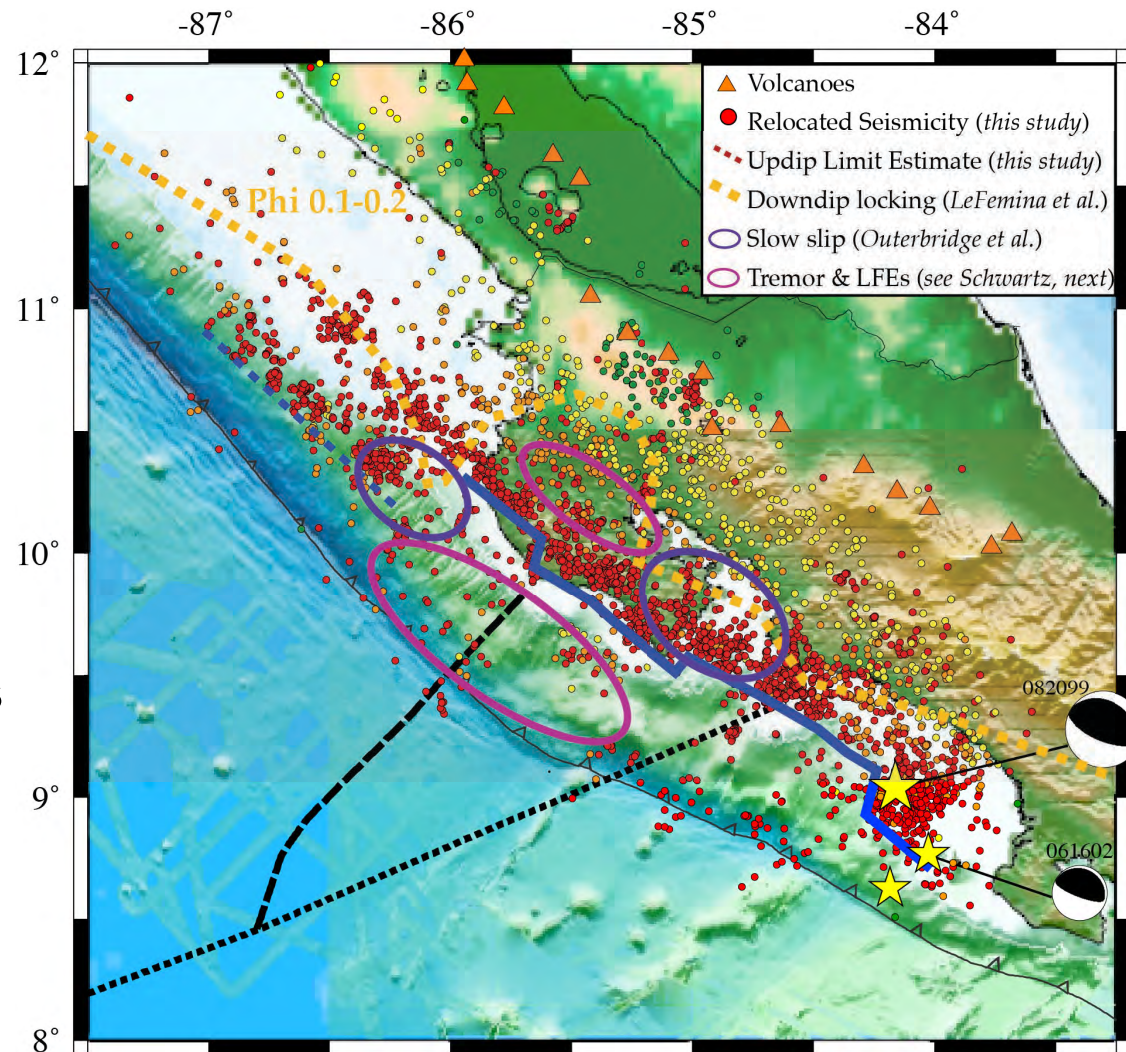 -87° -86° -85° -84°
12°
Volcanoes
Relocated Seismicity (this study)
Updip Limit Estimate (this study)
Downdip locking (LeFemina et al.)
Slow slip (Outerbridge et al.)
Tremor & LFEs (see Schwartz, next)
Phi 0.1-0.2
11°
10°
082099
9°
061602
8°